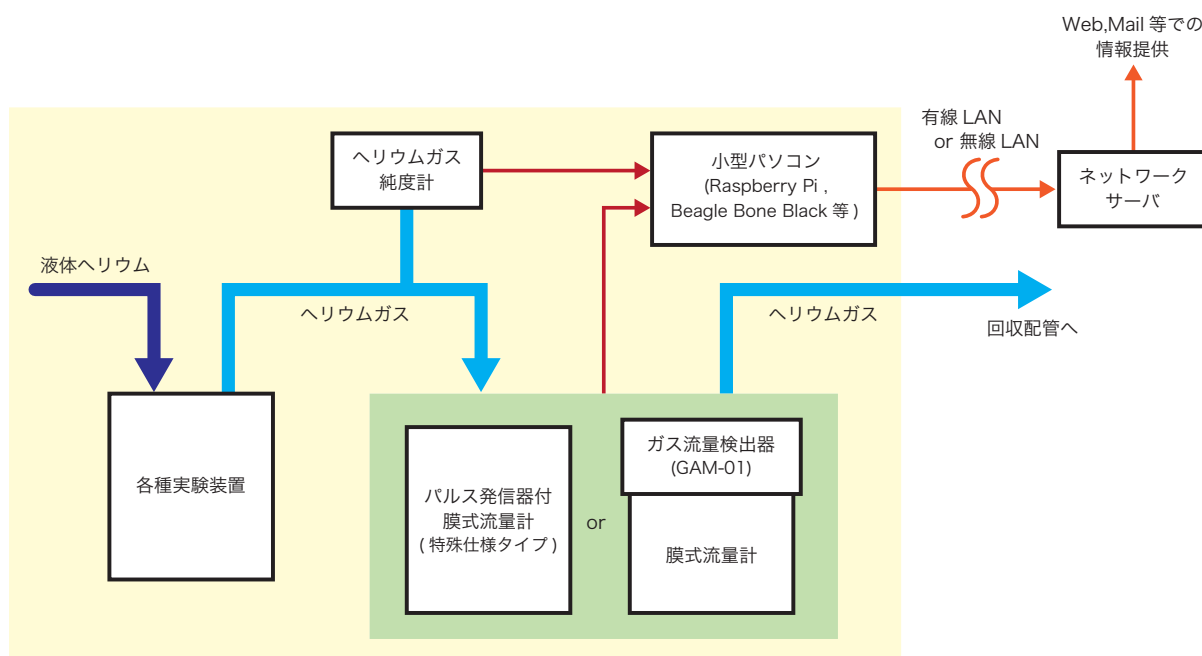 Web,Mail 等での
情報提供
有線 LAN
or 無線 LAN
ヘリウムガス
純度計
小型パソコン
(Raspberry Pi ,
Beagle Bone Black 等 )
ネットワーク
サーバ
液体ヘリウム
ヘリウムガス
ヘリウムガス
回収配管へ
各種実験装置
パルス発信器付
膜式流量計
( 特殊仕様タイプ )
or
ガス流量検出器
(GAM-01)
膜式流量計